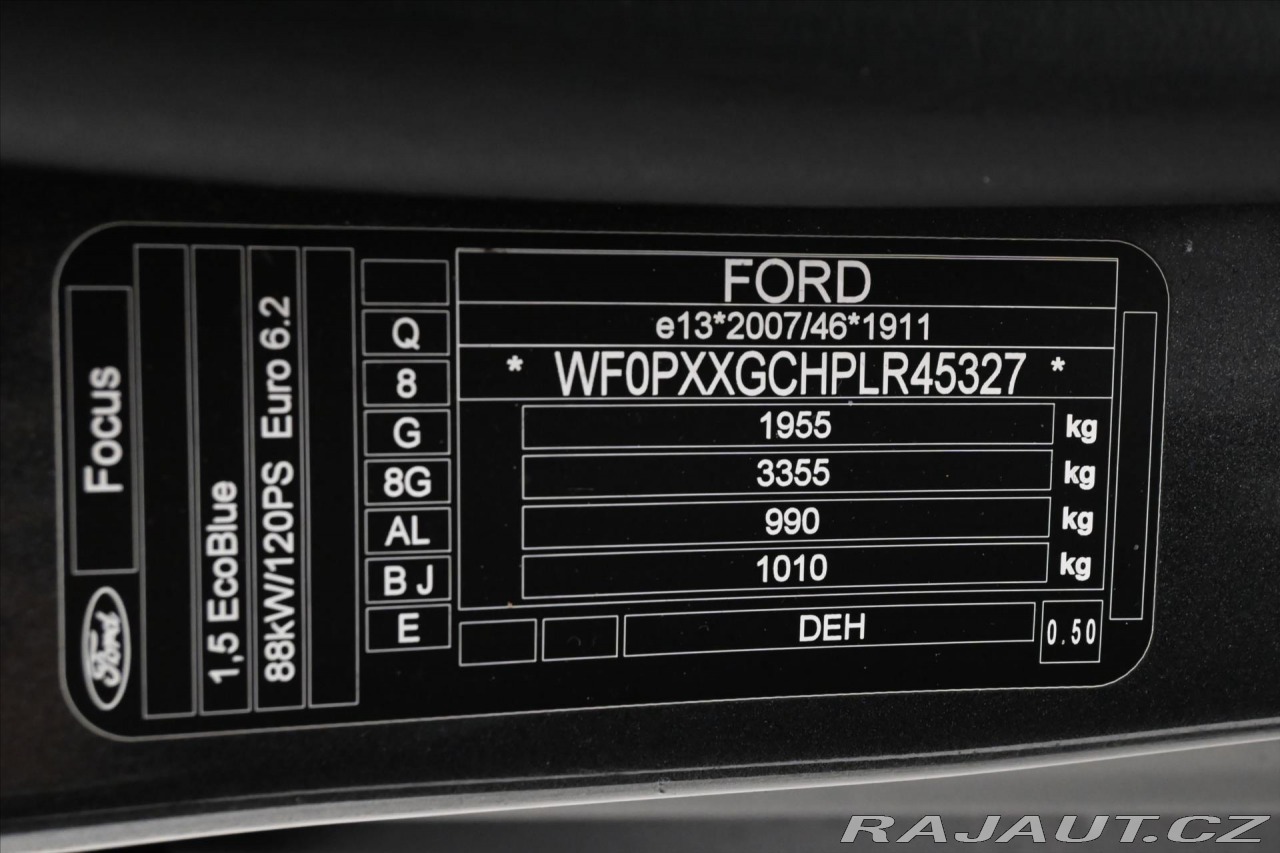 Focus
Ford
1,5 EcoBlue
88kW/120PS Euro 6.2
Q
8
G
8G
AL
B J
E
FORD
e13*2007/46*1911
* WF0PXXGCHPLR45327 *
1955 kg
3355 kg
990 kg
1010 kg
DEH
0.50
RAJAUT.CZ